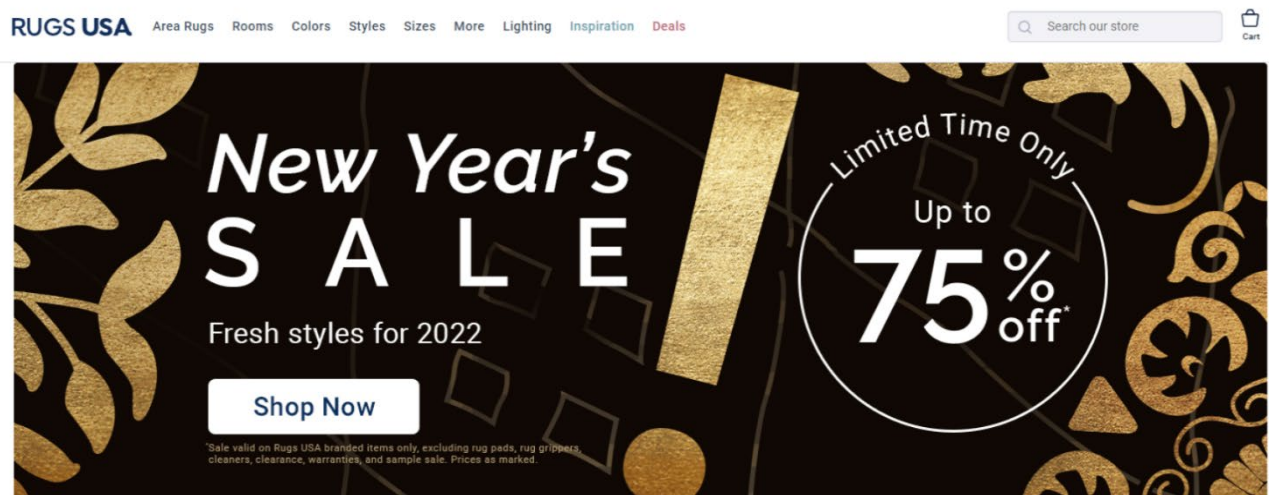 RUGS USA Area Rugs Rooms Colors Styles Sizes More Lighting Inspiration Deals Search our store
Cart
New Year's
SALE
Fresh styles for 2022
Shop Now
*Sale valid on Rugs USA branded items only, excluding rug pads, rug grippers,
cleaners, clearance, warranties, and sample sale. Prices as marked.
!
Limited Time Only
Up to
75%
off*